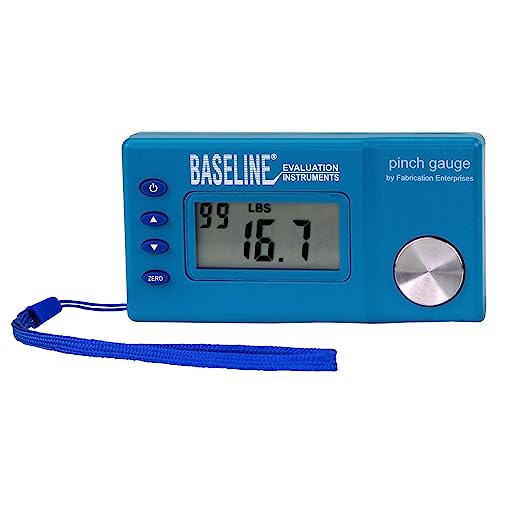 BASELINE® EVALUATION INSTRUMENTS
pinch gauge
by Fabrication Enterprises
99 LBS
16.7
ZERO